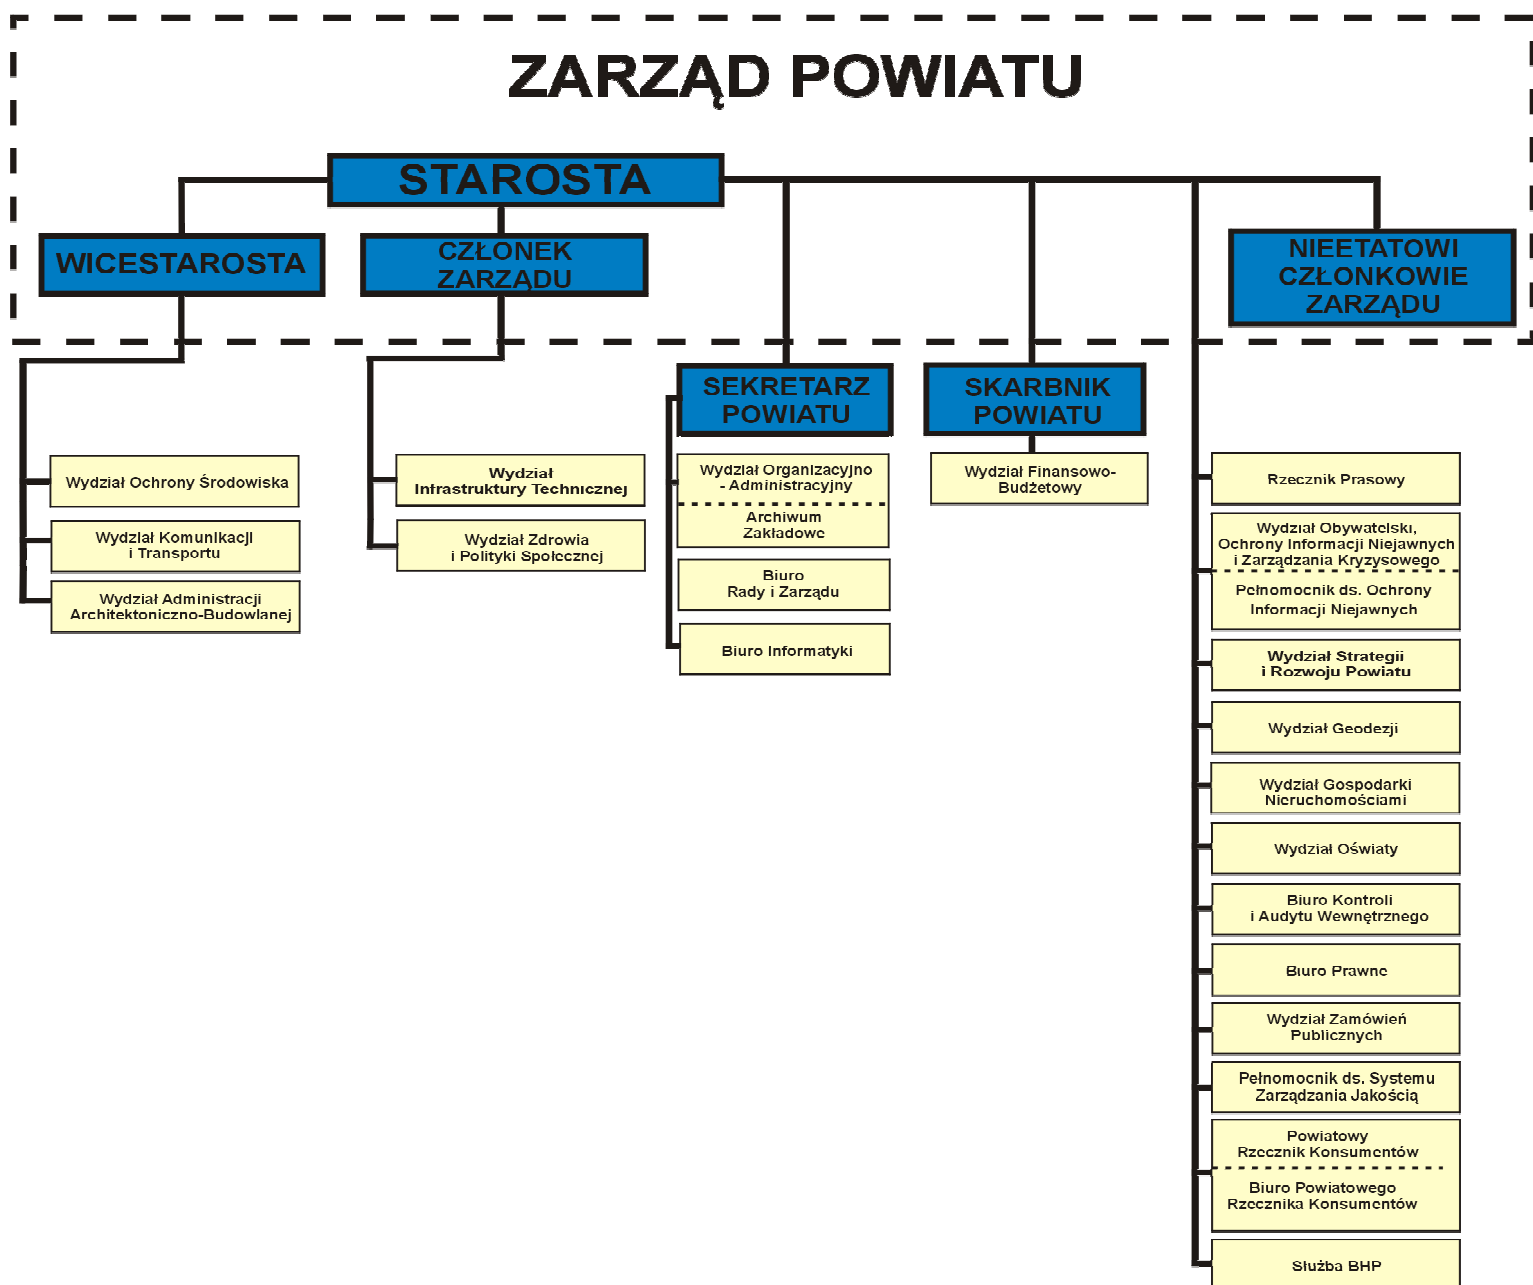 ZARZĄD POWIATU
STAROSTA
WICESTAROSTA
CZŁONEK
ZARZĄDU
NIEETATOWI
CZŁONKOWIE
ZARZĄDU
SEKRETARZ
POWIATU
SKARBNIK
POWIATU
Wydział Ochrony Środowiska
Wydział Komunikacji
i Transportu
Wydział Administracji
Architektoniczno-Budowlanej
Wydział
Infrastruktury Technicznej
Wydział Zdrowia
i Polityki Społecznej
Wydział Organizacyjno
- Administracyjny
Archiwum
Zakładowe
Biuro
Rady i Zarządu
Biuro Informatyki
Wydział Finansowo-
Budżetowy
Rzecznik Prasowy
Wydział Obywatelski,
Ochrony Informacji Niejawnych
i Zarządzania Kryzysowego
Pełnomocnik ds. Ochrony
Informacji Niejawnych
Wydział Strategii
i Rozwoju Powiatu
Wydział Geodezji
Wydział Gospodarki
Nieruchomościami
Wydział Oświaty
Biuro Kontroli
i Audytu Wewnętrznego
Biuro Prawne
Wydział Zamówień
Publicznych
Pełnomocnik ds. Systemu
Zarządzania Jakością
Powiatowy
Rzecznik Konsumentów
Biuro Powiatowego
Rzecznika Konsumentów
Służba BHP